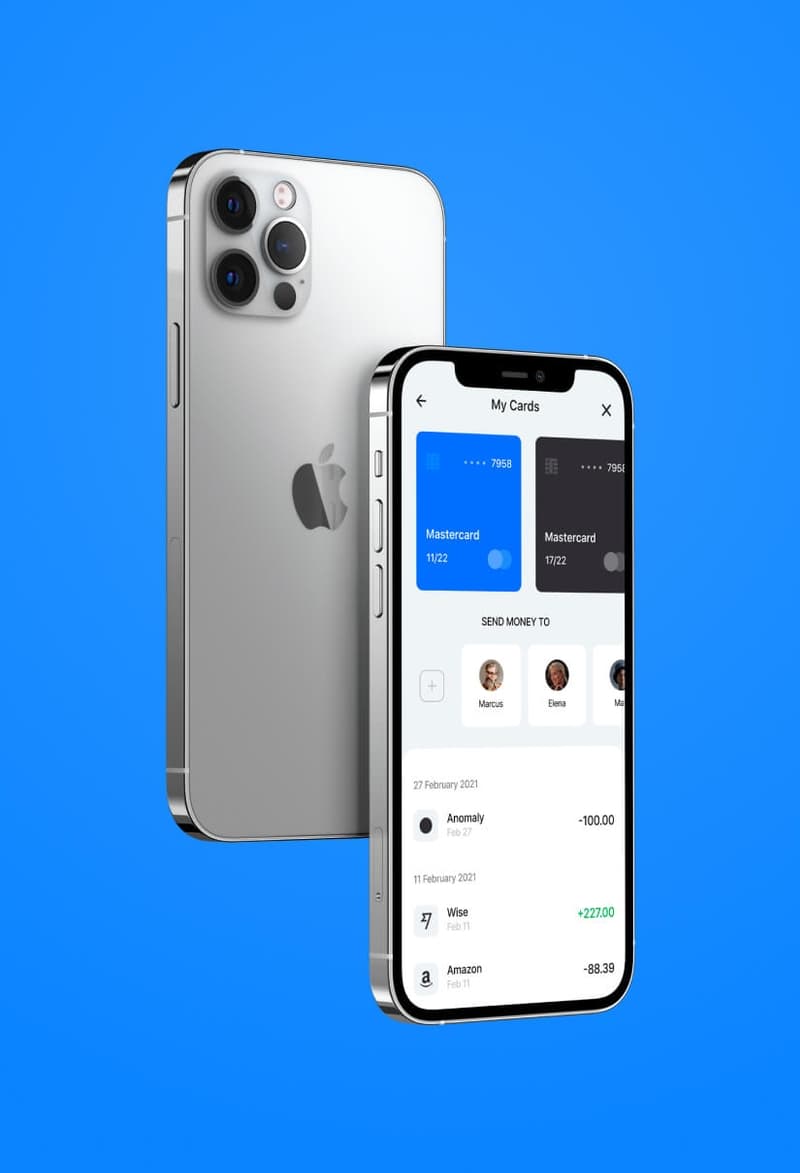 My Cards
•••• 7958
Mastercard
11/22
•••• 7958
Mastercard
17/22
SEND MONEY TO
Marcus
Elena
Ma
27 February 2021
Anomaly
-100.00
Feb 27
11 February 2021
Wise
+227.00
Feb 11
Amazon
-88.39
Feb 11